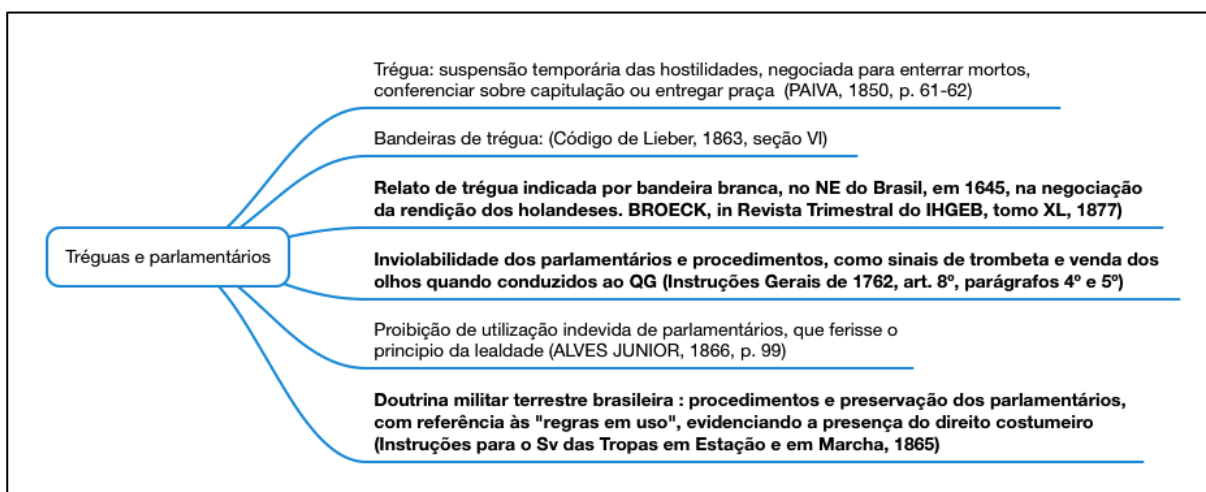 Trégua: suspensão temporária das hostilidades, negociada para enterrar mortos,
conferenciar sobre capitulação ou entregar praça (PAIVA, 1850, p. 61-62)
Bandeiras de trégua: (Código de Lieber, 1863, seção VI)
Relato de trégua indicada por bandeira branca, no NE do Brasil, em 1645, na negociação
da rendição dos holandeses. BROECK, in Revista Trimestral do IHGEB, tomo XL, 1877)
Tréguas e parlamentários
Inviolabilidade dos parlamentários e procedimentos, como sinais de trombeta e venda dos
olhos quando conduzidos ao QG (Instruções Gerais de 1762, art. 8º, parágrafos 4º e 5º)
Proibição de utilização indevida de parlamentários, que ferisse o
principio da lealdade (ALVES JUNIOR, 1866, p. 99)
Doutrina militar terrestre brasileira : procedimentos e preservação dos parlamentários,
com referência às "regras em uso", evidenciando a presença do direito costumeiro
(Instruções para o Sv das Tropas em Estação e em Marcha, 1865)